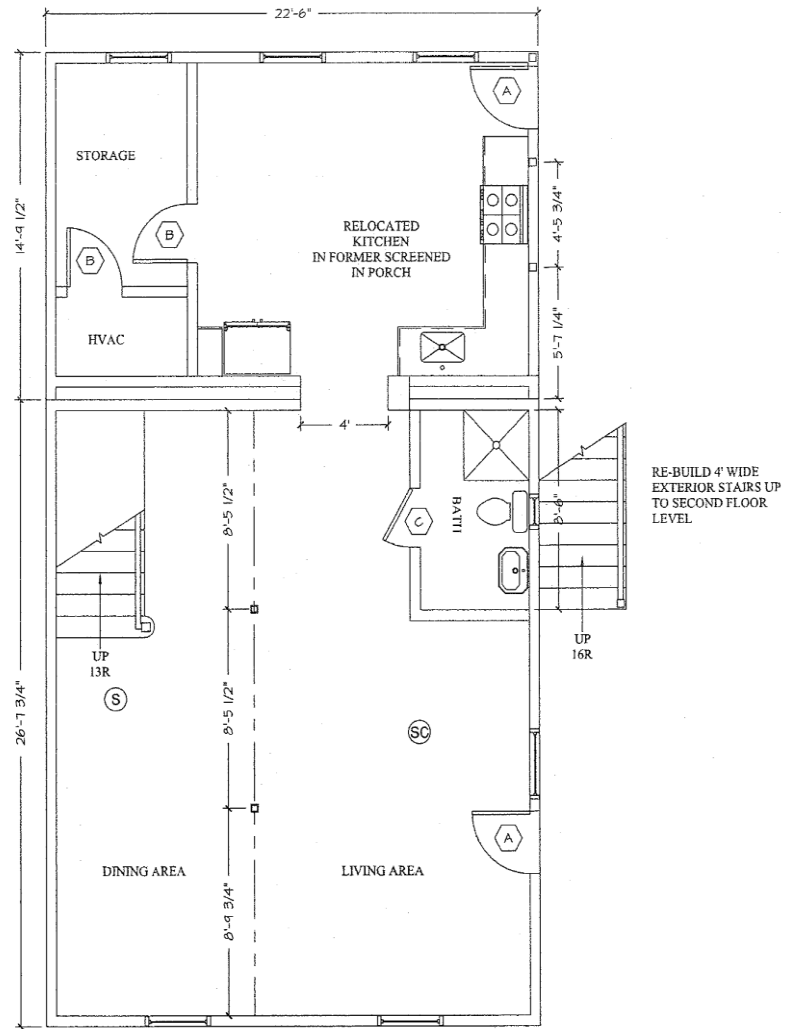 22'-6"
A
STORAGE
14'-9 1/2"
4'-5 3/4"
B
RELOCATED
KITCHEN
IN FORMER SCREENED
IN PORCH
B
HVAC
5'-7 1/4"
4'
RE-BUILD 4' WIDE
EXTERIOR STAIRS UP
TO SECOND FLOOR
LEVEL
8'-5 1/2"
BATH
C
8'-6"
UP
13R
UP
16R
S
8'-5 1/2"
26'-7 3/4"
SC
A
DINING AREA
LIVING AREA
8'-9 3/4"